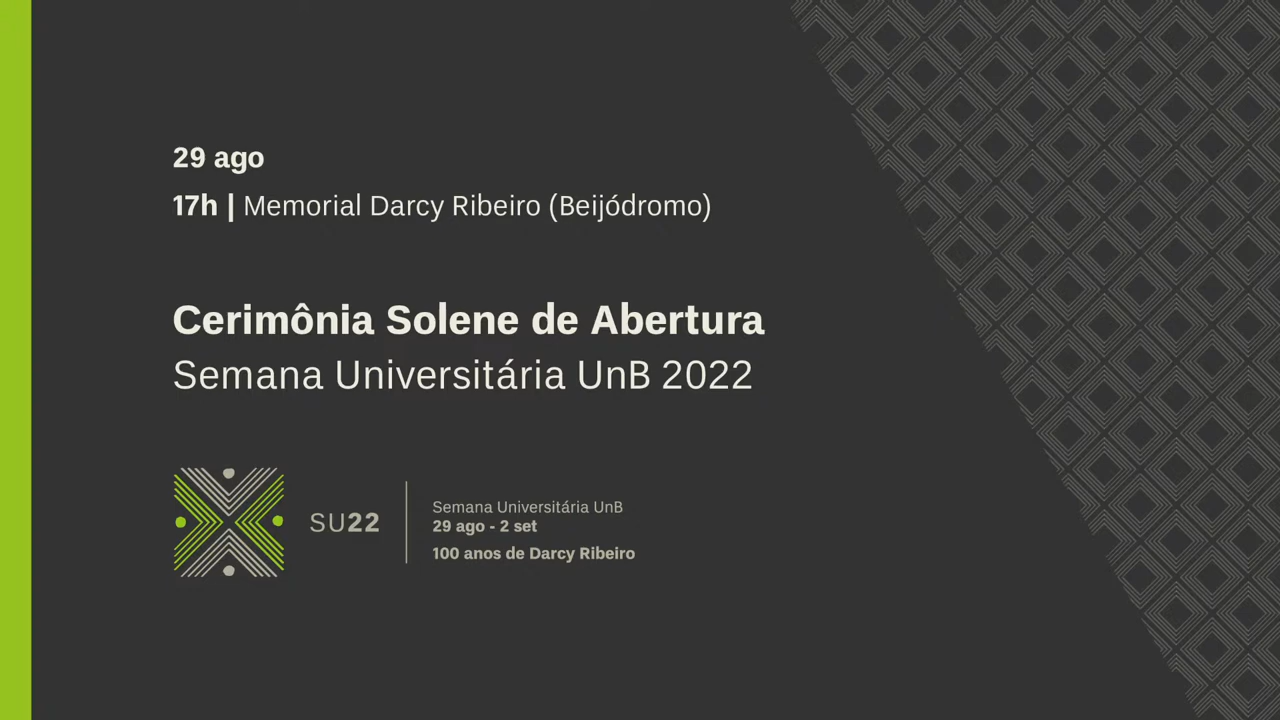 29 ago
17h | Memorial Darcy Ribeiro (Beijódromo)
Cerimônia Solene de Abertura
Semana Universitária UnB 2022
SU22
Semana Universitária UnB
29 ago - 2 set
100 anos de Darcy Ribeiro